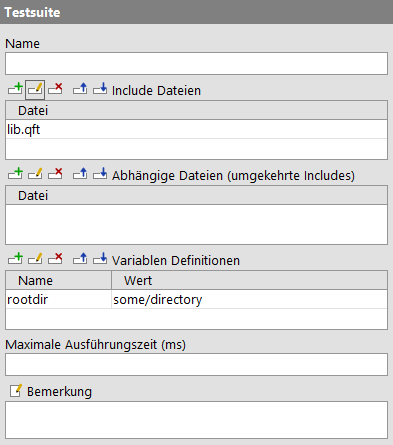 Testsuite
Name
Include Dateien
Datei
lib.qft
Abhängige Dateien (umgekehrte Includes)
Datei
Variablen Definitionen
Name Wert
rootdir some/directory
Maximale Ausführungszeit (ms)
Bemerkung